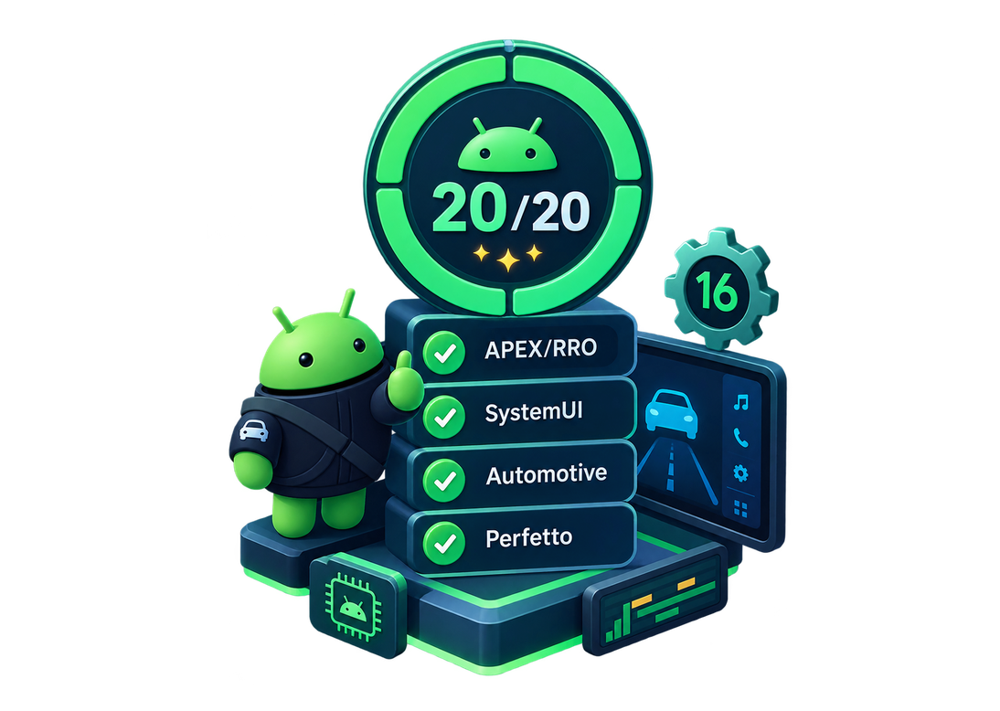 20/20
16
APEX/RRO
SystemUI
Automotive
Perfetto